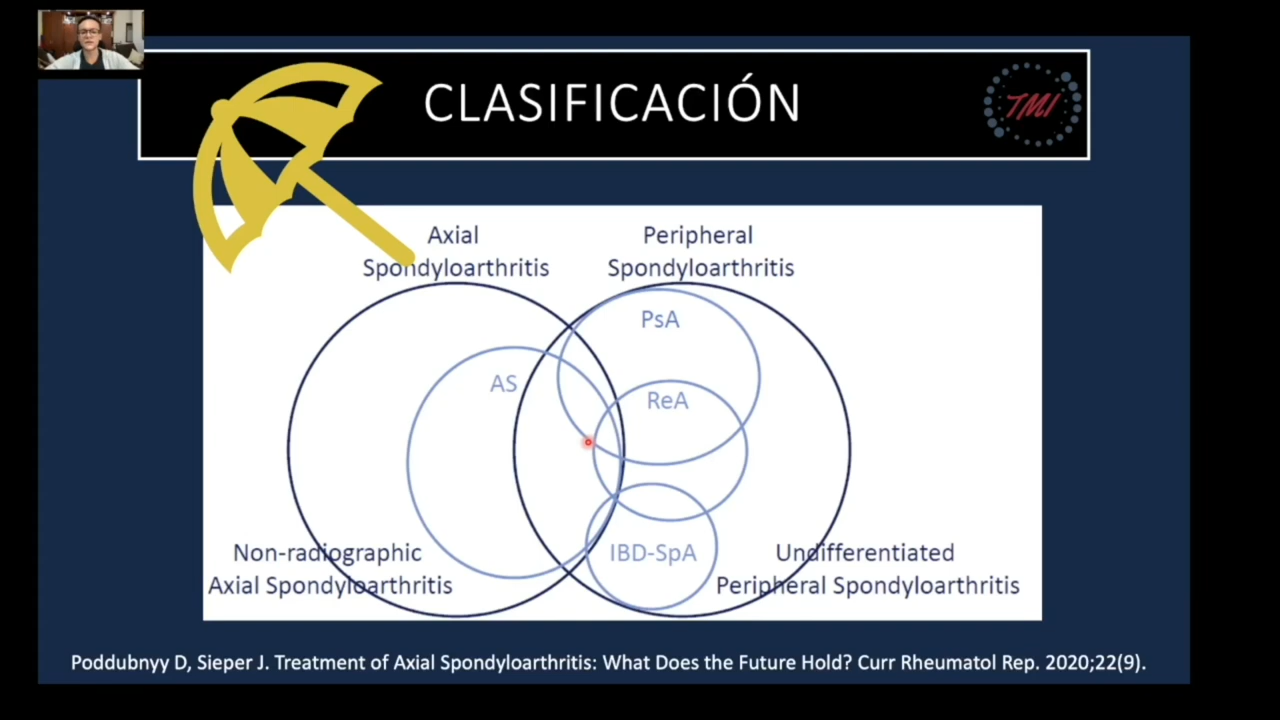 CLASIFICACIÓN
TMI
Axial
Spondyloarthritis
Peripheral
Spondyloarthritis
PsA
AS
ReA
Non-radiographic
Axial Spondyloarthritis
IBD-SpA
Undifferentiated
Peripheral Spondyloarthritis
Poddubnyy D, Sieper J. Treatment of Axial Spondyloarthritis: What Does the Future Hold? Curr Rheumatol Rep. 2020;22(9).